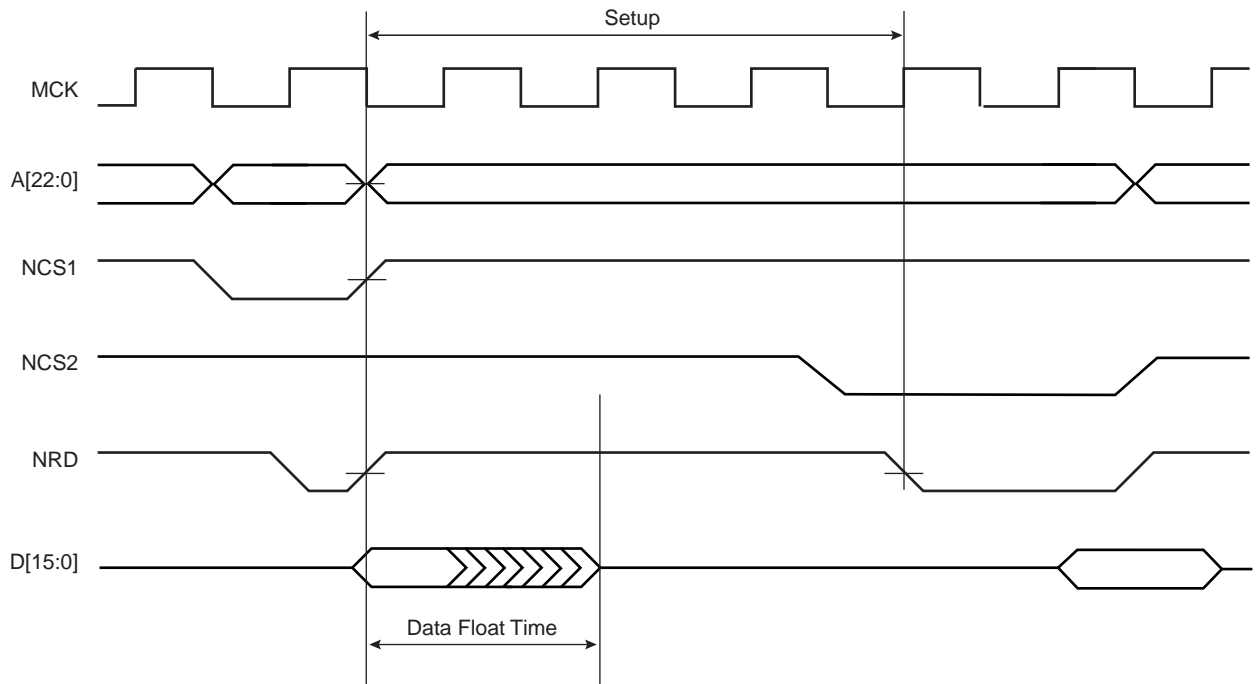 Setup
MCK
A[22:0]
NCS1
NCS2
NRD
D[15:0]
Data Float Time